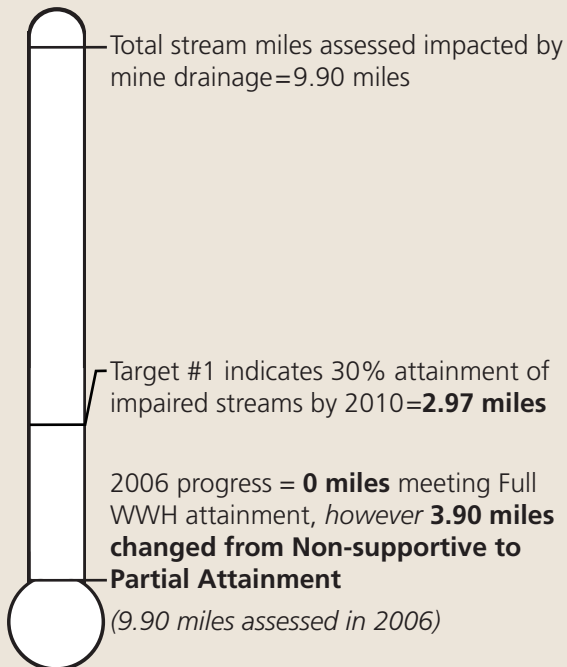 Total stream miles assessed impacted by
mine drainage=9.90 miles
Target #1 indicates 30% attainment of
impaired streams by 2010=2.97 miles
2006 progress = 0 miles meeting Full
WWH attainment, however 3.90 miles
changed from Non-supportive to
Partial Attainment
(9.90 miles assessed in 2006)